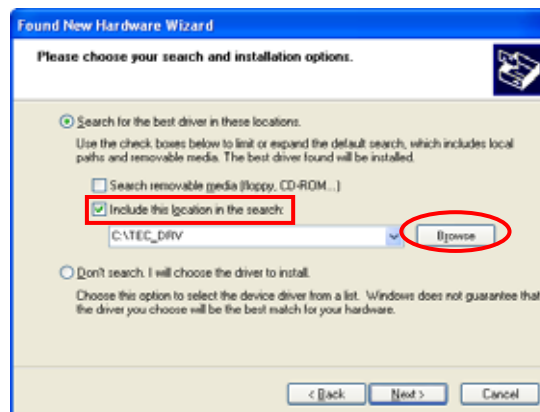 Found New Hardware Wizard
Please choose your search and installation options.
Search for the best driver in these locations.
Use the check boxes below to limit or expand the default search, which includes local
paths and removable media. The best driver found will be installed.
Search removable media (floppy, CD-ROM...)
Include this location in the search:
C:\TEC_DRV
Browse
Don't search. I will choose the driver to install.
Choose this option to select the device driver from a list. Windows does not guarantee that
the driver you choose will be the best match for your hardware.
< Back
Next >
Cancel